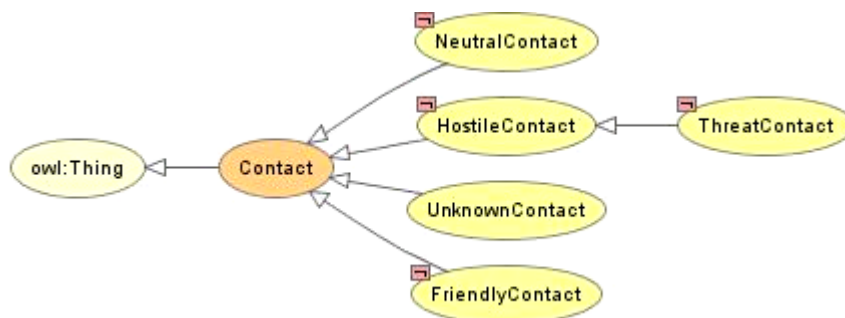 NeutralContact
HostileContact
ThreatContact
owl:Thing
Contact
UnknownContact
FriendlyContact